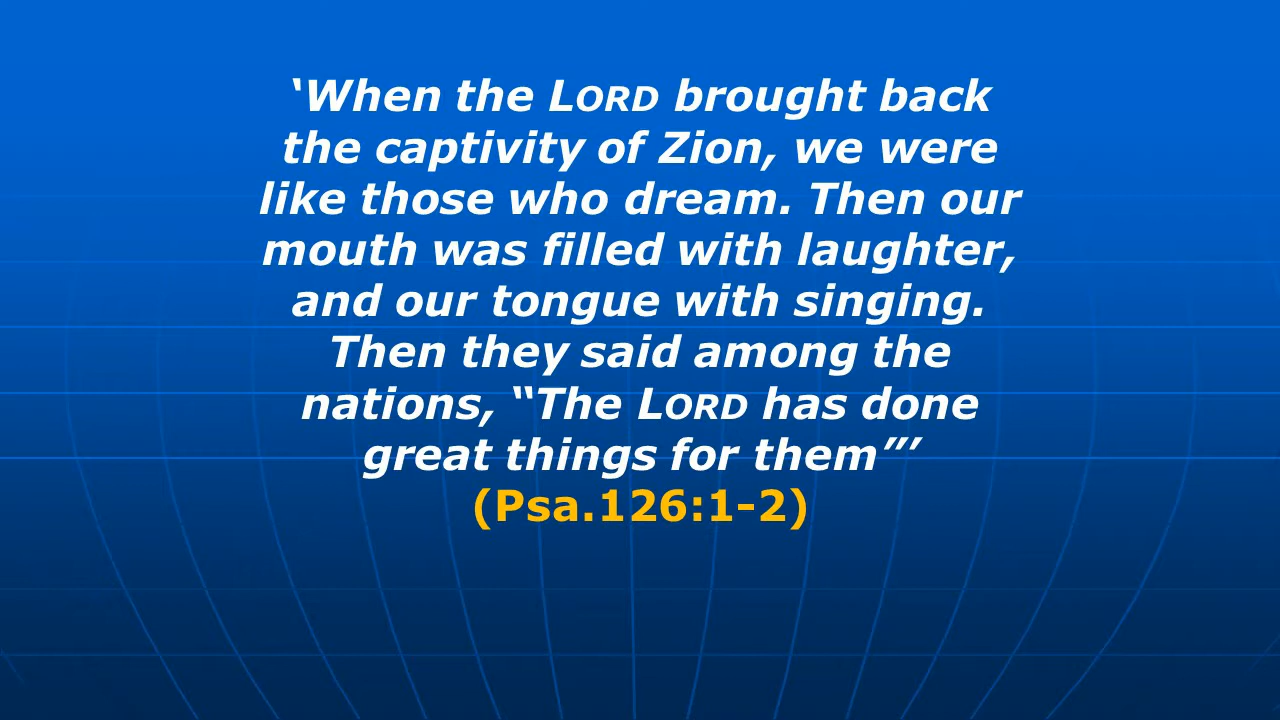 ‘When the LORD brought back
the captivity of Zion, we were
like those who dream. Then our
mouth was filled with laughter,
and our tongue with singing.
Then they said among the
nations, “The LORD has done
great things for them”’
(Psa.126:1-2)